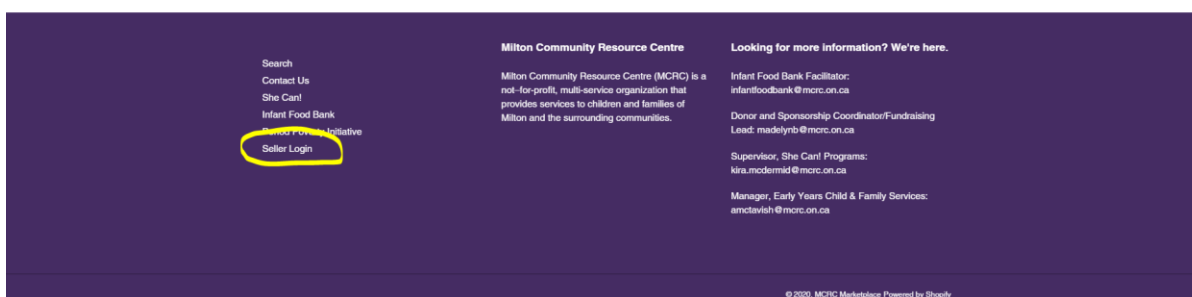 Search
Contact Us
She Can!
Infant Food Bank
Period Poverty Initiative
Seller Login
Milton Community Resource Centre
Milton Community Resource Centre (MCRC) is a
not-for-profit, multi-service organization that
provides services to children and families of
Milton and the surrounding communities.
Looking for more information? We're here.
Infant Food Bank Facilitator:
infantfoodbank@mcrc.on.ca
Donor and Sponsorship Coordinator/Fundraising
Lead: madelynb@mcrc.on.ca
Supervisor, She Can! Programs:
kira.mcdermid@mcrc.on.ca
Manager, Early Years Child & Family Services:
amctavish@mcrc.on.ca
© 2020, MCRC Marketplace Powered by Shopify